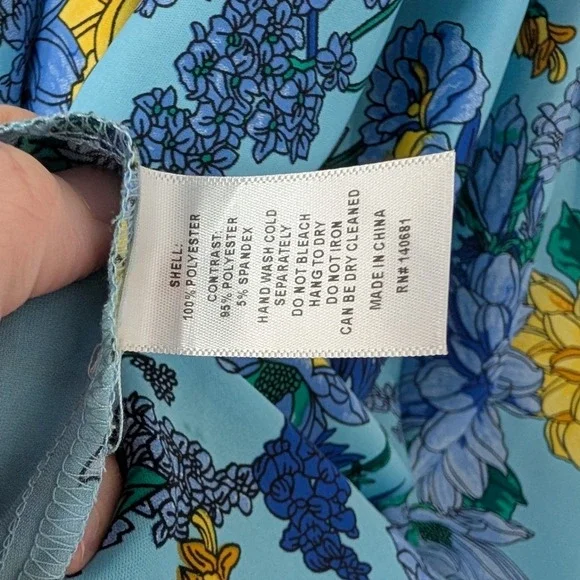 SHELL:
100% POLYESTER
CONTRAST:
95% POLYESTER
5% SPANDEX
HAND WASH COLD
SEPARATELY
DO NOT BLEACH
HANG TO DRY
DO NOT IRON
CAN BE DRY CLEANED
MADE IN CHINA
RN# 140681